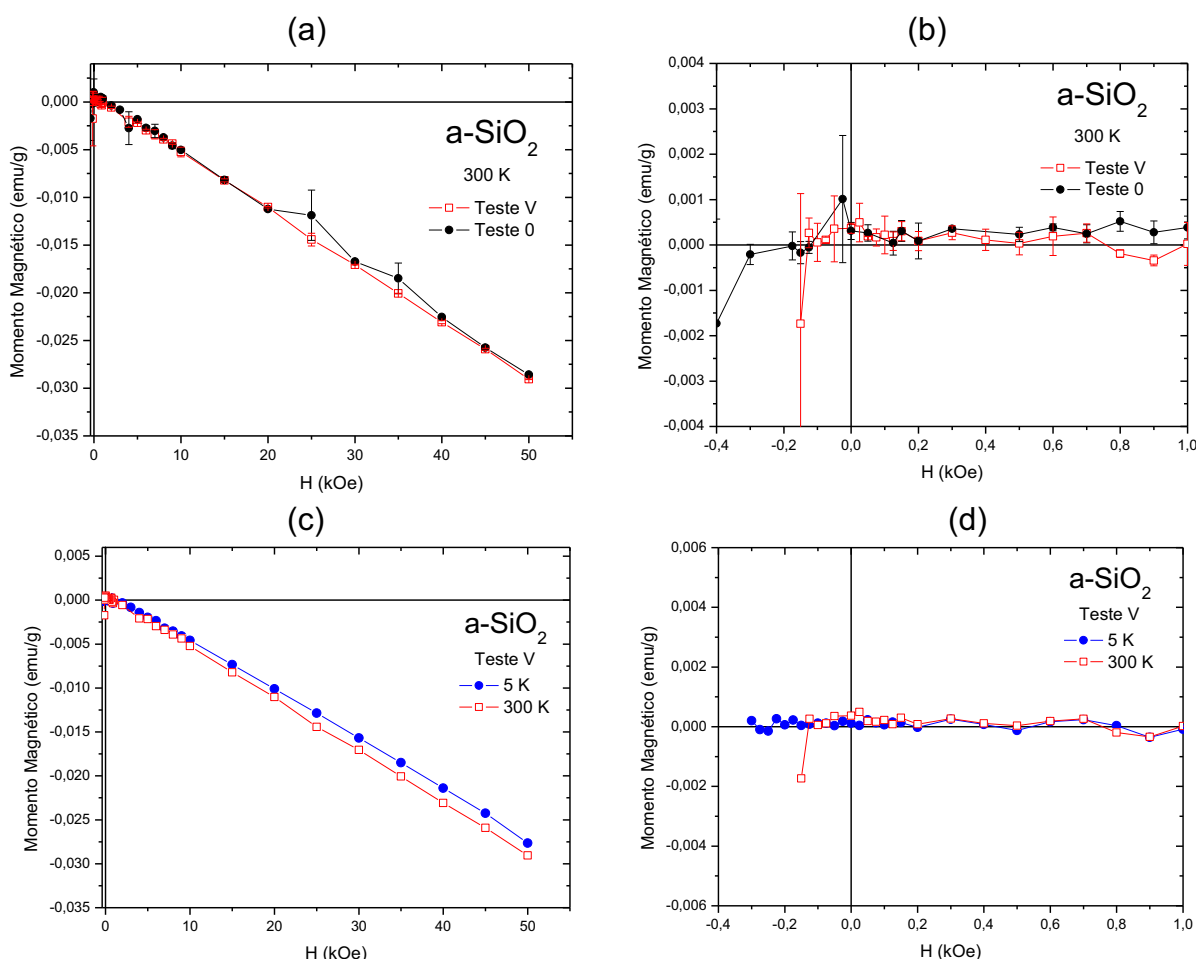 (a)
0,000
-0,005
-0,010
-0,015
-0,020
-0,025
-0,030
-0,035
Momento Magnético (emu/g)
a-SiO₂
300 K
Teste V
Teste 0
0 10 20 30 40 50
H (kOe)
(b)
0,004
0,003
0,002
0,001
0,000
-0,001
-0,002
-0,003
-0,004
Momento Magnético (emu/g)
a-SiO₂
300 K
Teste V
Teste 0
-0,4 -0,2 0,0 0,2 0,4 0,6 0,8 1,0
H (kOe)
(c)
0,005
0,000
-0,005
-0,010
-0,015
-0,020
-0,025
-0,030
-0,035
Momento Magnético (emu/g)
a-SiO₂
Teste V
5 K
300 K
0 10 20 30 40 50
H (kOe)
(d)
0,006
0,004
0,002
0,000
-0,002
-0,004
-0,006
Momento Magnético (emu/g)
a-SiO₂
Teste V
5 K
300 K
-0,4 -0,2 0,0 0,2 0,4 0,6 0,8 1,0
H (kOe)